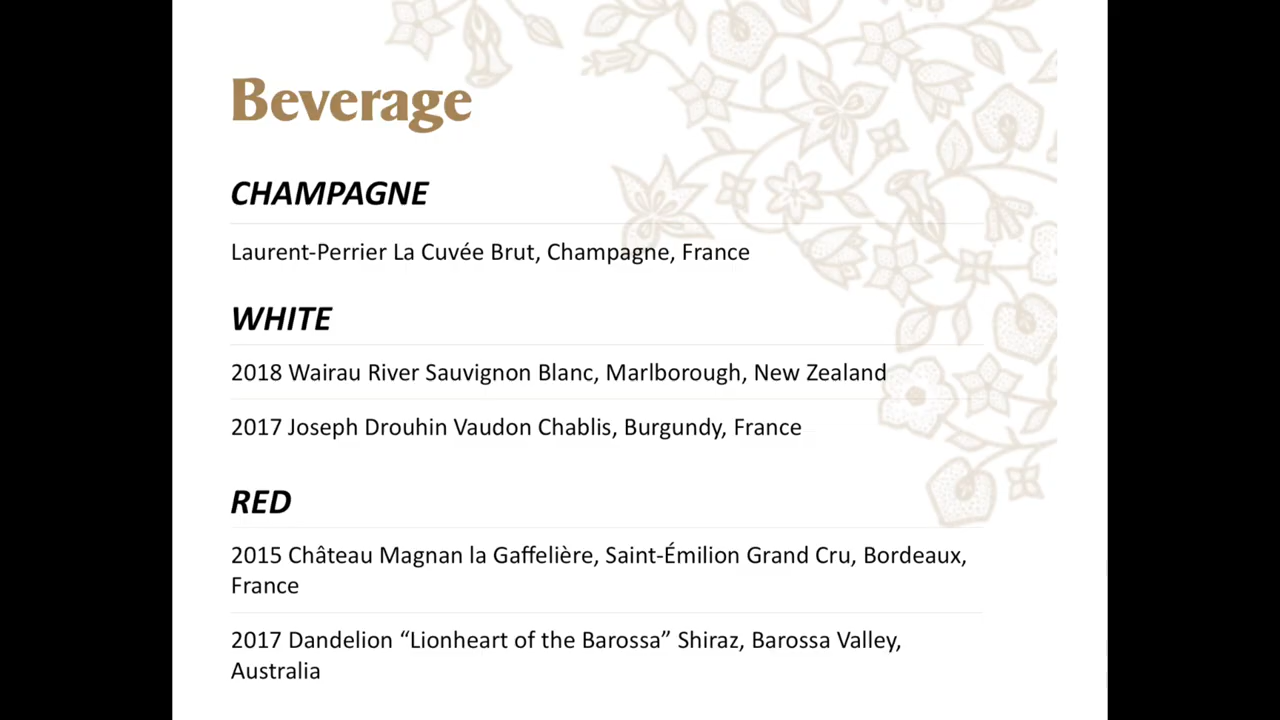 Beverage
CHAMPAGNE
Laurent-Perrier La Cuvée Brut, Champagne, France
WHITE
2018 Wairau River Sauvignon Blanc, Marlborough, New Zealand
2017 Joseph Drouhin Vaudon Chablis, Burgundy, France
RED
2015 Château Magnan la Gaffelière, Saint-Émilion Grand Cru, Bordeaux,
France
2017 Dandelion “Lionheart of the Barossa” Shiraz, Barossa Valley,
Australia